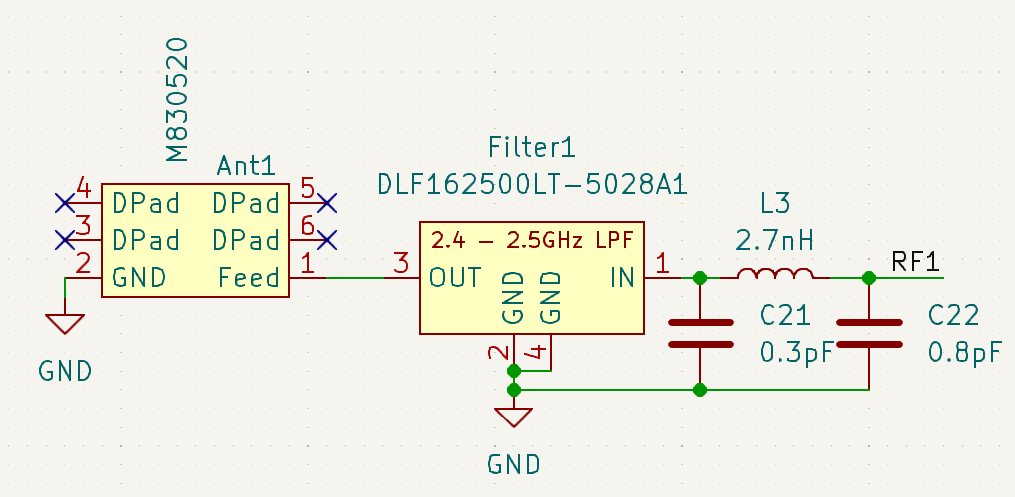 M830520
Ant1
4 DPad DPad 5
3 DPad DPad 6
2 GND Feed 1
GND
Filter1
DLF162500LT-5028A1
2.4 - 2.5GHz LPF
3 OUT GND GND IN 1
2 4
GND
L3
2.7nH
RF1
C21
0.3pF
C22
0.8pF